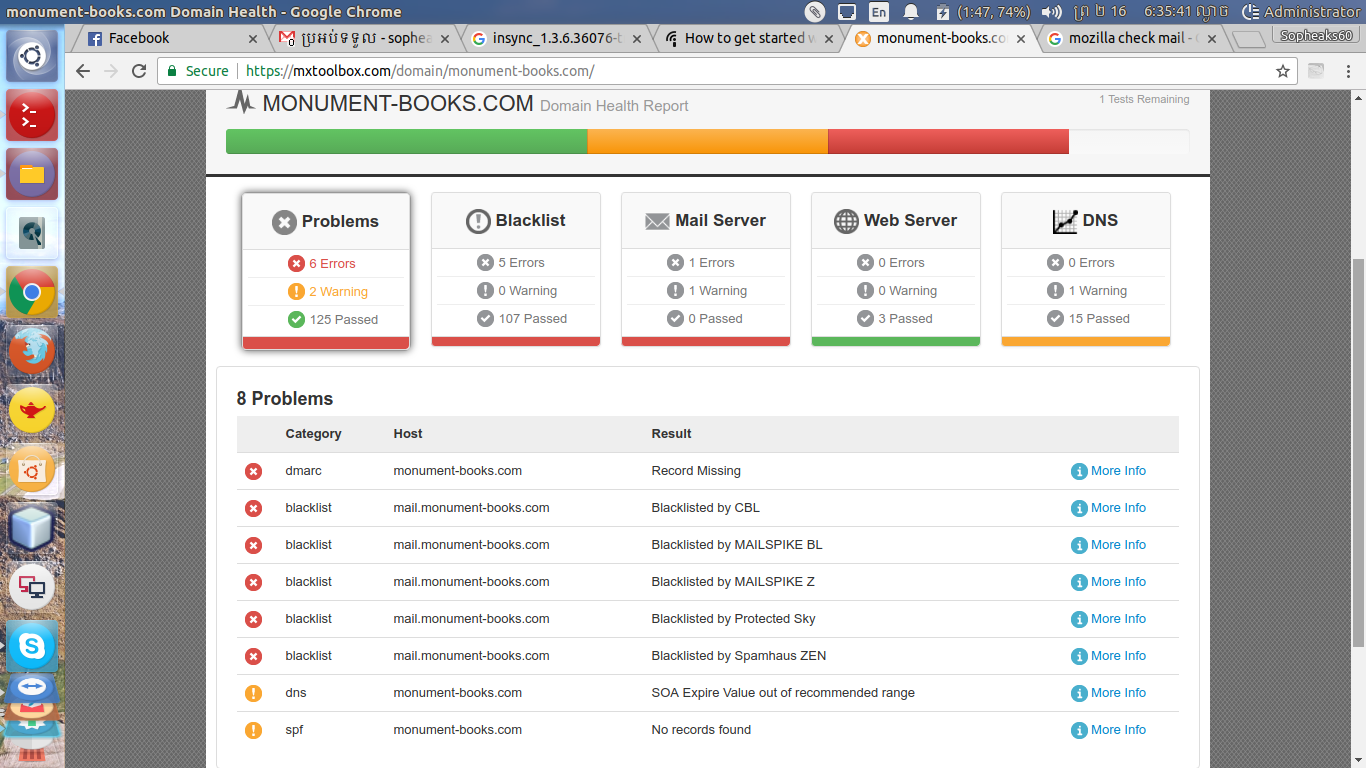 monument-books.com Domain Health - Google Chrome
En
(1:47, 74%)
ព្រ ២ 16
6:35:41 ល្ងាច
Administrator
Facebook
ប្រអប់ទទួល - sophea
insync_1.3.6.36076-t
How to get started w
monument-books.co
mozilla check mail -
Sopheaks60
Secure
https://mxtoolbox.com/domain/monument-books.com/
MONUMENT-BOOKS.COM Domain Health Report
1 Tests Remaining
Problems
6 Errors
2 Warning
125 Passed
Blacklist
5 Errors
0 Warning
107 Passed
Mail Server
1 Errors
1 Warning
0 Passed
Web Server
0 Errors
0 Warning
3 Passed
DNS
0 Errors
1 Warning
15 Passed
8 Problems
Category Host Result
dmarc monument-books.com Record Missing More Info
blacklist mail.monument-books.com Blacklisted by CBL More Info
blacklist mail.monument-books.com Blacklisted by MAILSPIKE BL More Info
blacklist mail.monument-books.com Blacklisted by MAILSPIKE Z More Info
blacklist mail.monument-books.com Blacklisted by Protected Sky More Info
blacklist mail.monument-books.com Blacklisted by Spamhaus ZEN More Info
dns monument-books.com SOA Expire Value out of recommended range More Info
spf monument-books.com No records found More Info